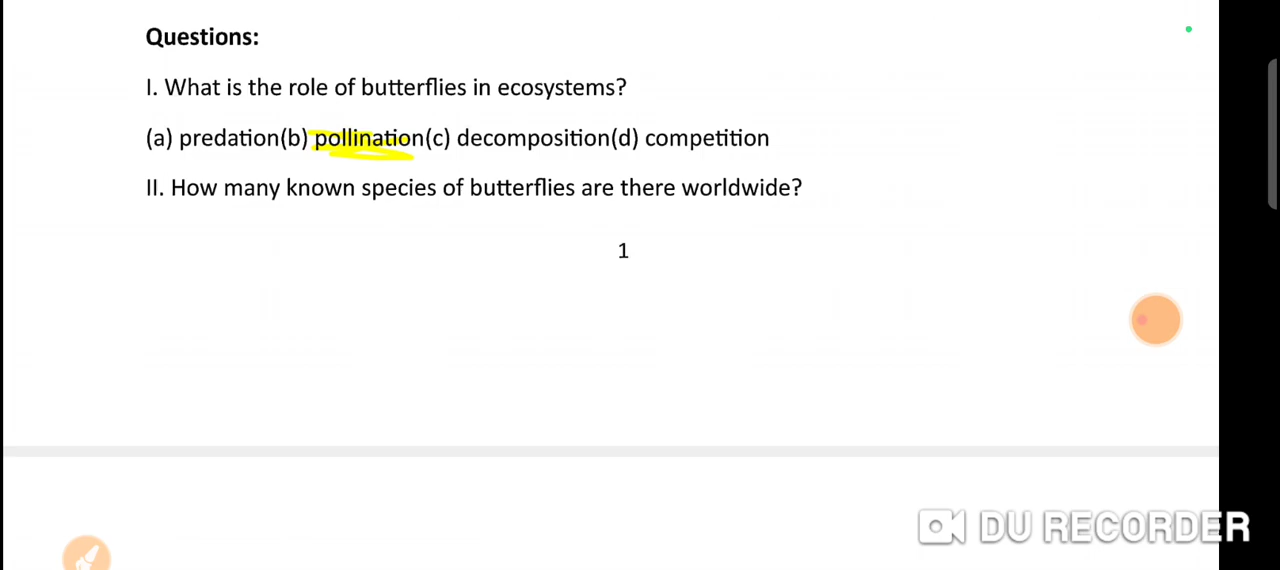 Questions:
I. What is the role of butterflies in ecosystems?
(a) predation(b) pollination(c) decomposition(d) competition
II. How many known species of butterflies are there worldwide?
1
DU RECORDER